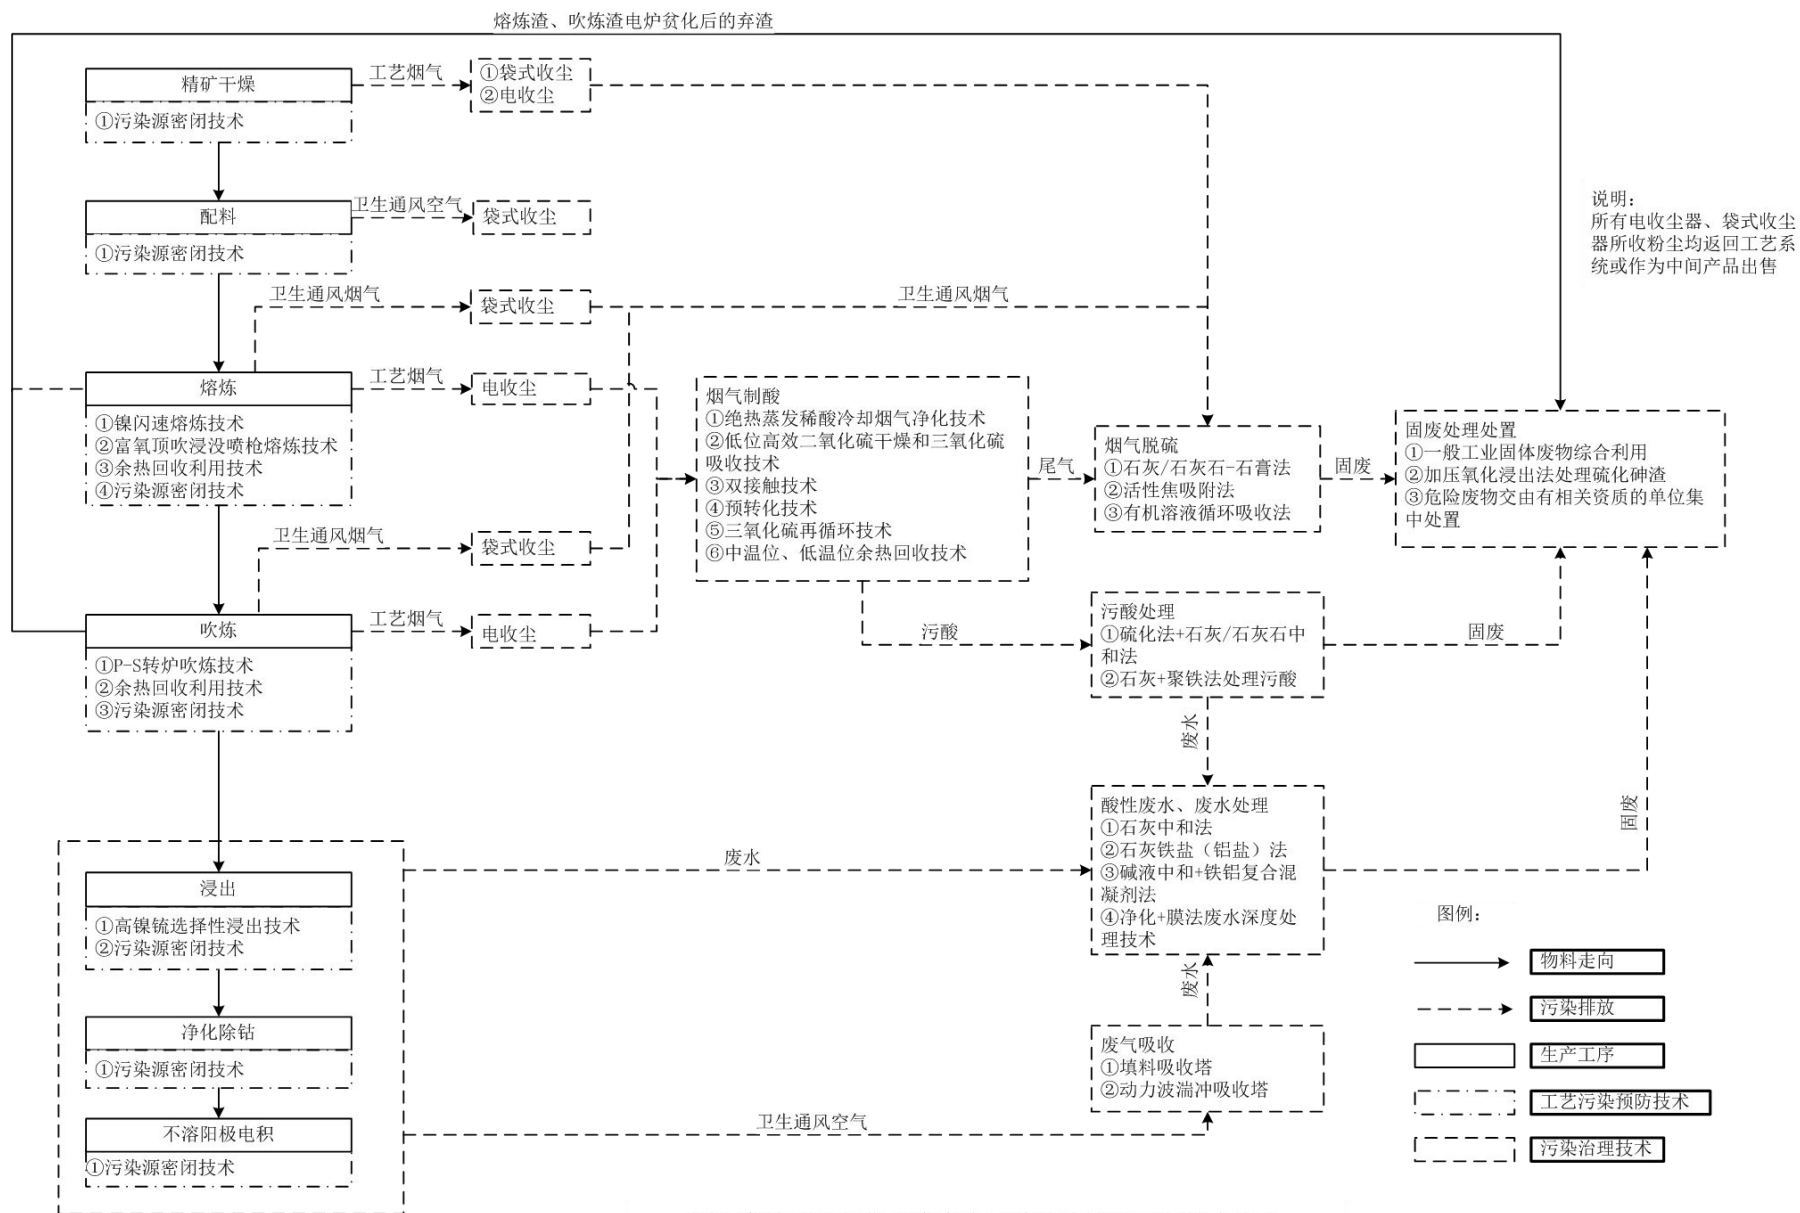 熔炼渣、吹炼渣电炉贫化后的弃渣
精矿干燥
①污染源密闭技术
工艺烟气
①袋式收尘
②电收尘
配料
①污染源密闭技术
卫生通风空气
袋式收尘
说明：
所有电收尘器、袋式收尘
器所收粉尘均返回工艺系
统或作为中间产品出售
卫生通风烟气
袋式收尘
卫生通风烟气
熔炼
①镍闪速熔炼技术
②富氧顶吹浸没喷枪熔炼技术
③余热回收利用技术
④污染源密闭技术
工艺烟气
电收尘
卫生通风烟气
袋式收尘
吹炼
①P-S转炉吹炼技术
②余热回收利用技术
③污染源密闭技术
工艺烟气
电收尘
烟气制酸
①绝热蒸发稀酸冷却烟气净化技术
②低位高效二氧化硫干燥和三氧化硫
吸收技术
③双接触技术
④预转化技术
⑤三氧化硫再循环技术
⑥中温位、低温位余热回收技术
尾气
烟气脱硫
①石灰/石灰石-石膏法
②活性焦吸附法
③有机溶液循环吸收法
固废
固废处理处置
①一般工业固体废物综合利用
②加压氧化浸出法处理硫化砷渣
③危险废物交由有相关资质的单位集
中处置
污酸
污酸处理
①硫化法+石灰/石灰石中
和法
②石灰+聚铁法处理污酸
固废
废水
酸性废水、废水处理
①石灰中和法
②石灰铁盐（铝盐）法
③碱液中和+铁铝复合混
凝剂法
④净化+膜法废水深度处
理技术
固废
废水
浸出
①高镍锍选择性浸出技术
②污染源密闭技术
净化除钴
①污染源密闭技术
不溶阳极电积
①污染源密闭技术
废水
废气吸收
①填料吸收塔
②动力波湍冲吸收塔
卫生通风空气
图例：
物料走向
污染排放
生产工序
工艺污染预防技术
污染治理技术